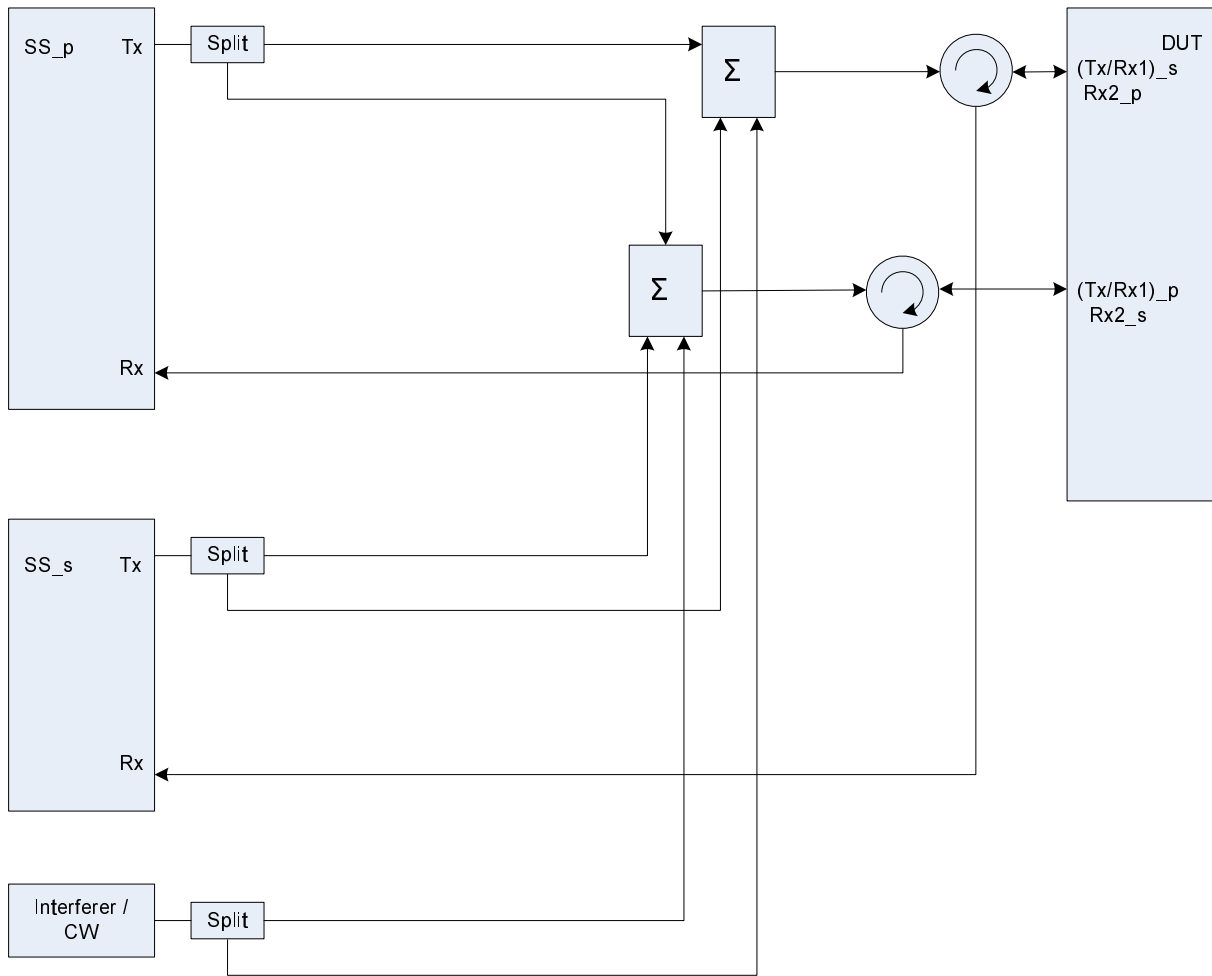 SS_p
Tx
Split
Σ
DUT
(Tx/Rx1)_s
Rx2_p
Σ
(Tx/Rx1)_p
Rx2_s
Rx
SS_s
Tx
Split
Rx
Interferer /
CW
Split